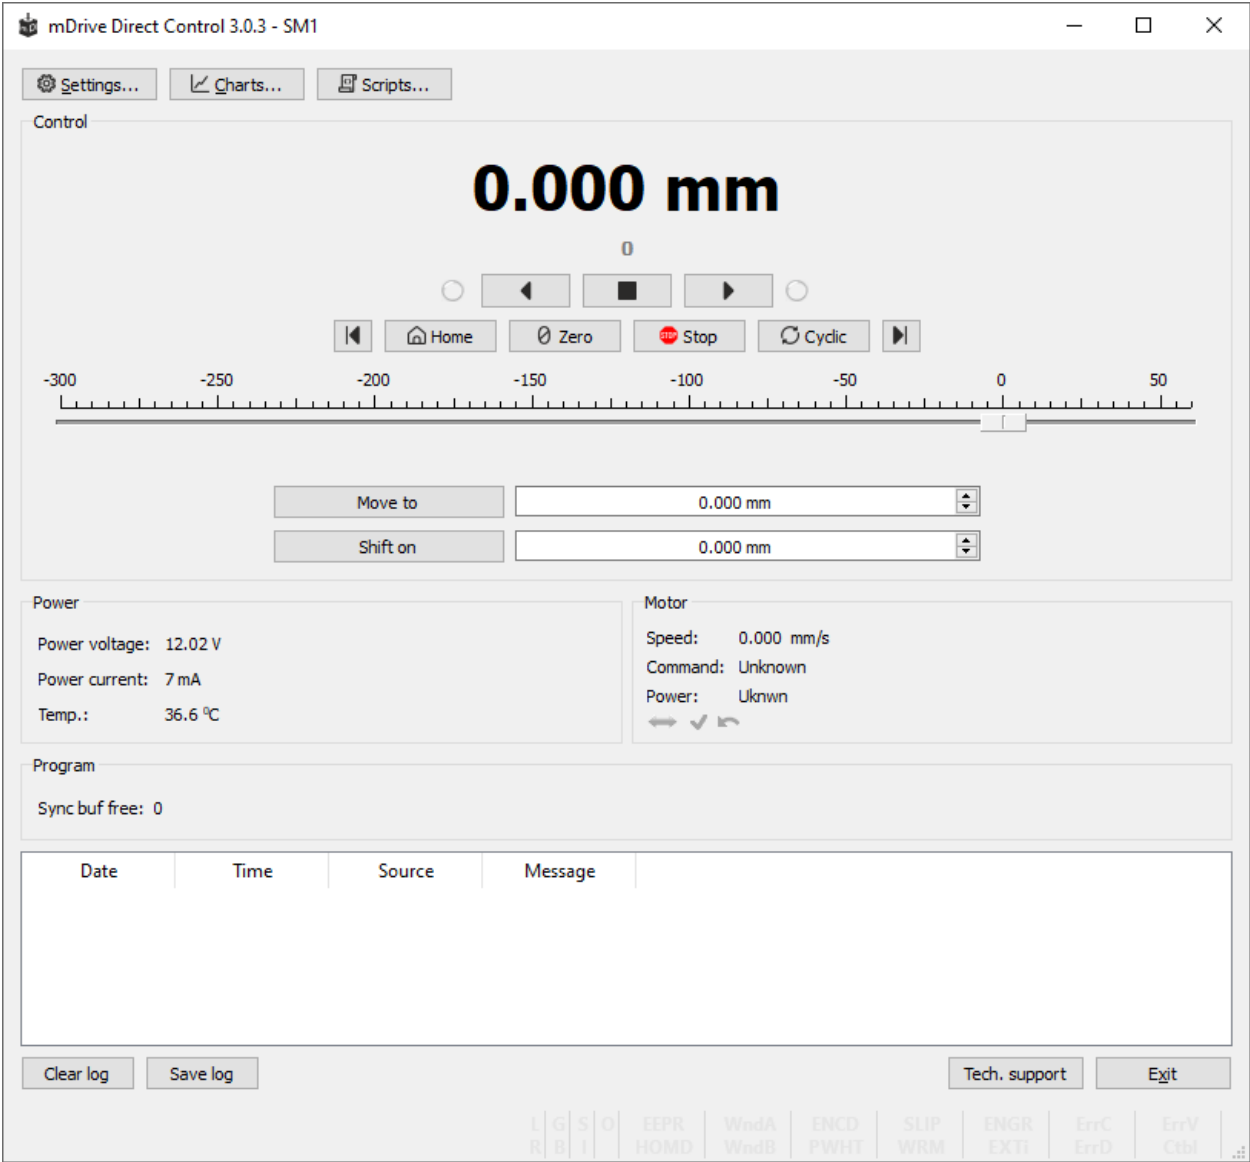 mDrive Direct Control 3.0.3 - SM1
Settings... Charts... Scripts...
Control
0.000 mm
0
Home Zero STOP Stop Cyclic
-300 -250 -200 -150 -100 -50 0 50
Move to 0.000 mm
Shift on 0.000 mm
Power
Power voltage: 12.02 V
Power current: 7 mA
Temp.: 36.6 °C
Motor
Speed: 0.000 mm/s
Command: Unknown
Power: Uknwn
Program
Sync buf free: 0
Date Time Source Message
Clear log Save log Tech. support Exit
L G S O EEPR WndA ENCD SLIP ENGR ErrC ErrV
R B I HOMD WndB PWHT WRM EXTi ErrD Ctbl